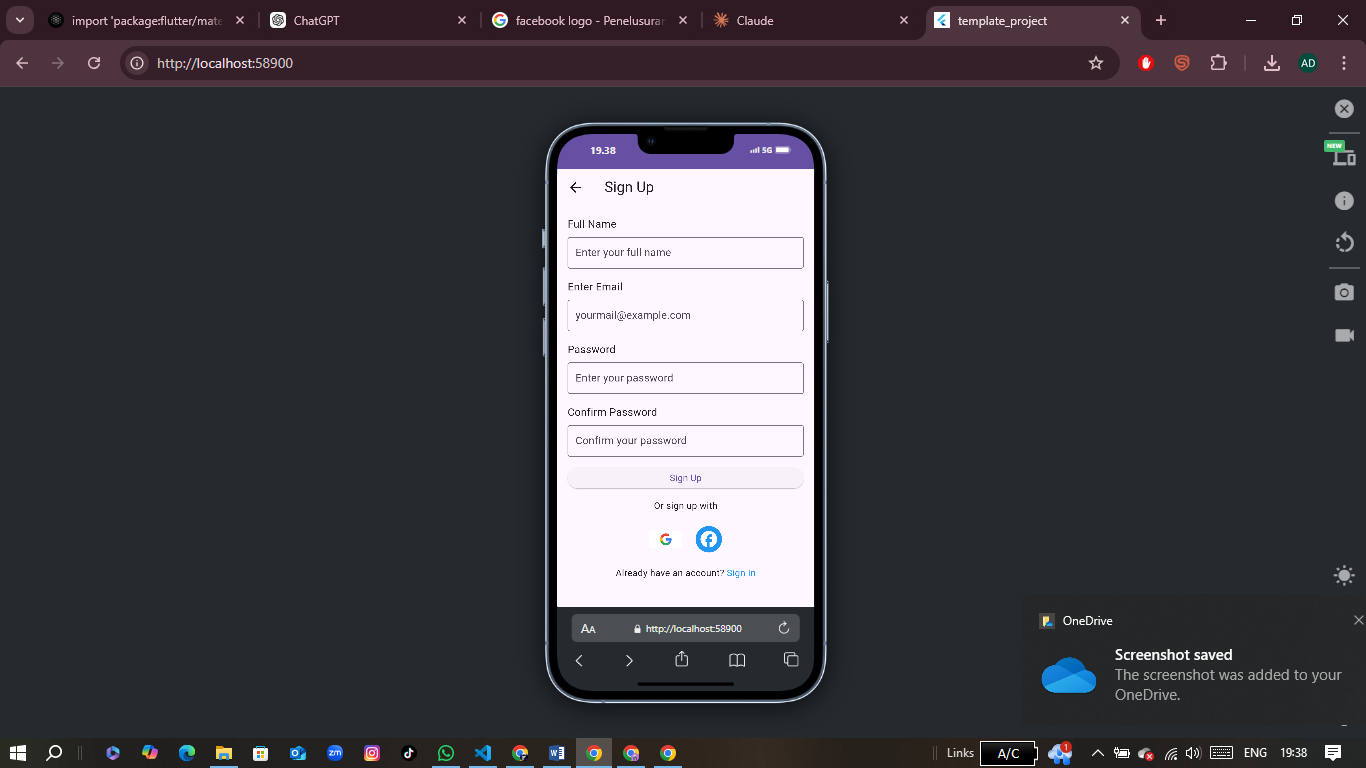 import 'package:flutter/mate
ChatGPT
facebook logo - Penelusuran
Claude
template_project
http://localhost:58900
AD
NEW
19.38
5G
Sign Up
Full Name
Enter your full name
Enter Email
yourmail@example.com
Password
Enter your password
Confirm Password
Confirm your password
Sign Up
Or sign up with
Already have an account? Sign In
AA
http://localhost:58900
OneDrive
Screenshot saved
The screenshot was added to your
OneDrive.
zm
Links
A/C
1
ENG
19:38